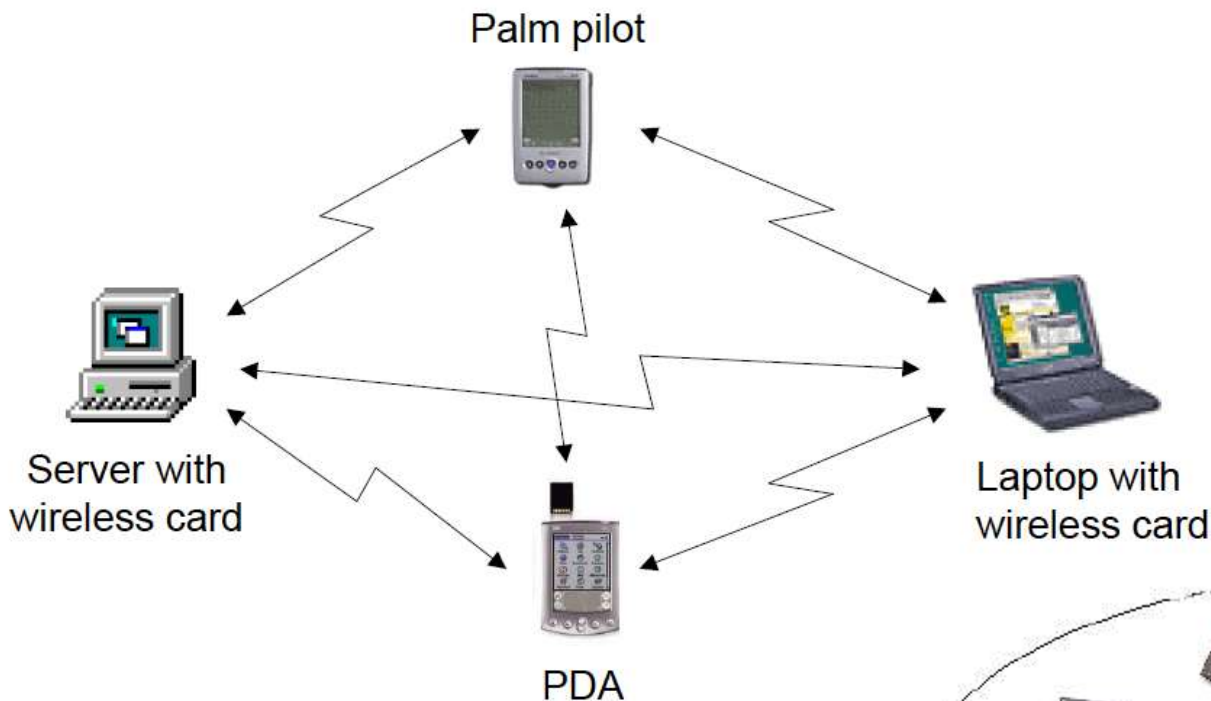 Palm pilot
Server with
wireless card
Laptop with
wireless card
PDA